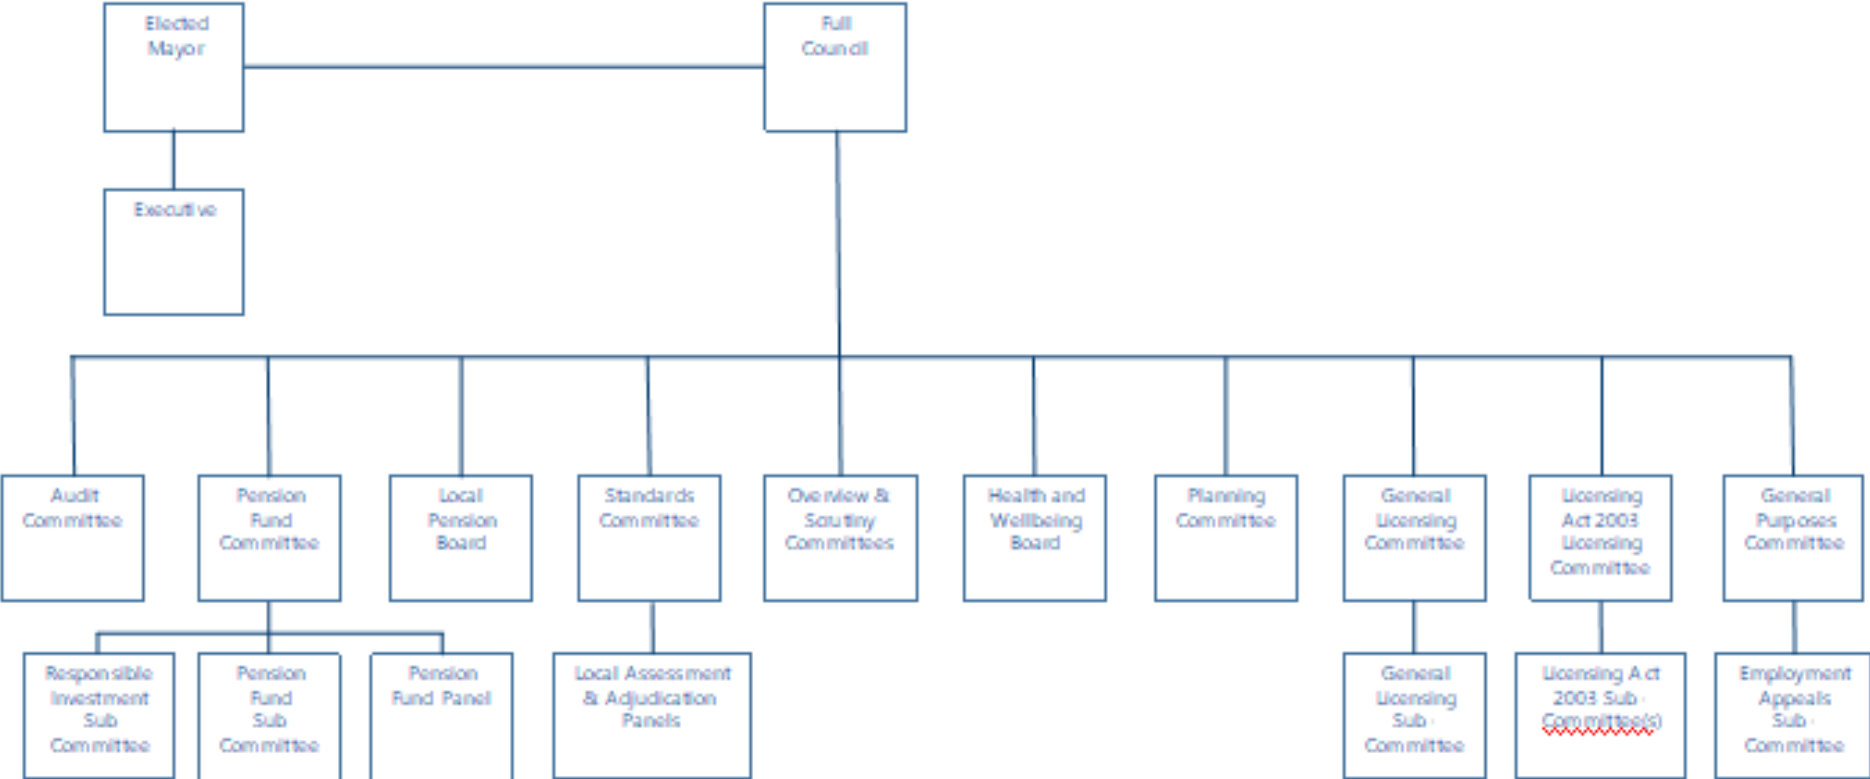 Elected
Mayor
Full
Council
Executive
Audit
Committee
Pension
Fund
Committee
Local
Pension
Board
Standards
Committee
Overview &
Scrutiny
Committees
Health and
Wellbeing
Board
Planning
Committee
General
Licensing
Committee
Licensing
Act 2003
Licensing
Committee
General
Purposes
Committee
Responsible
Investment
Sub
Committee
Pension
Fund
Sub
Committee
Pension
Fund Panel
Local Assessment
& Adjudication
Panels
General
Licensing
Sub -
Committee
Licensing Act
2003 Sub -
Committee(s)
Employment
Appeals
Sub -
Committee